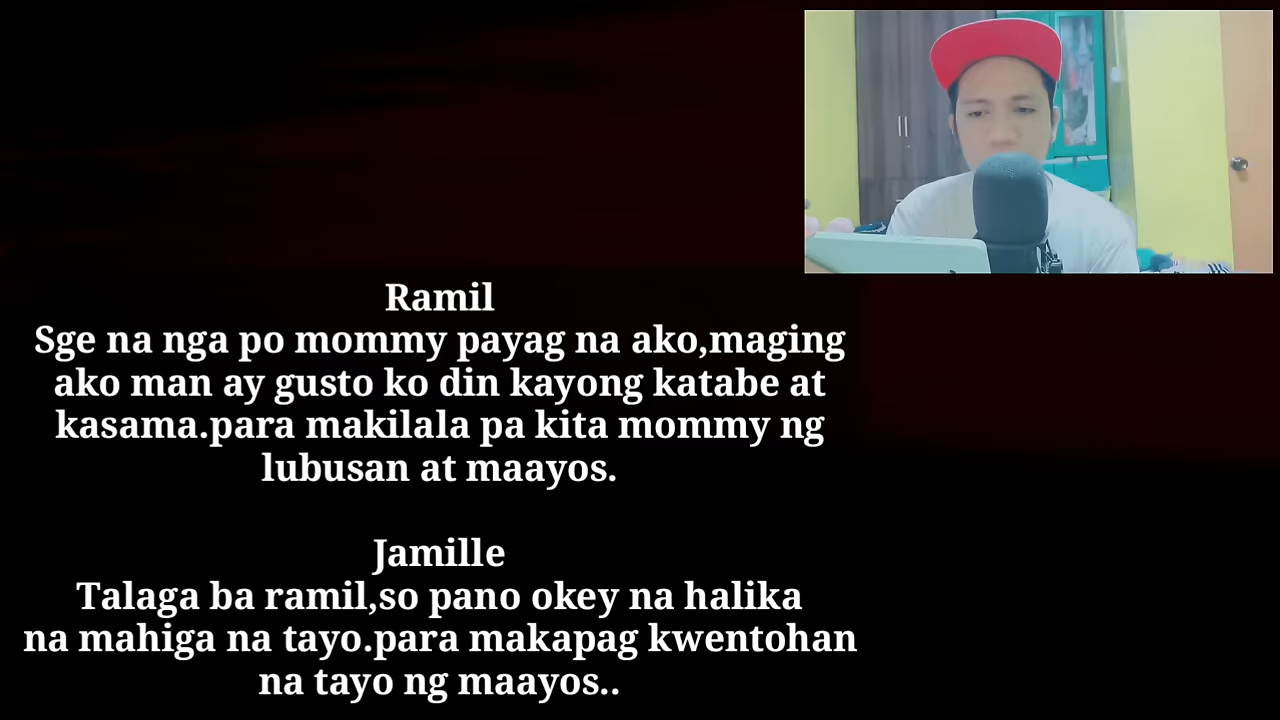 Ramil
Sge na nga po mommy payag na ako,maging
ako man ay gusto ko din kayong katabe at
kasama.para makilala pa kita mommy ng
lubusan at maayos.
Jamille
Talaga ba ramil,so pano okey na halika
na mahiga na tayo.para makapag kwentohan
na tayo ng maayos..